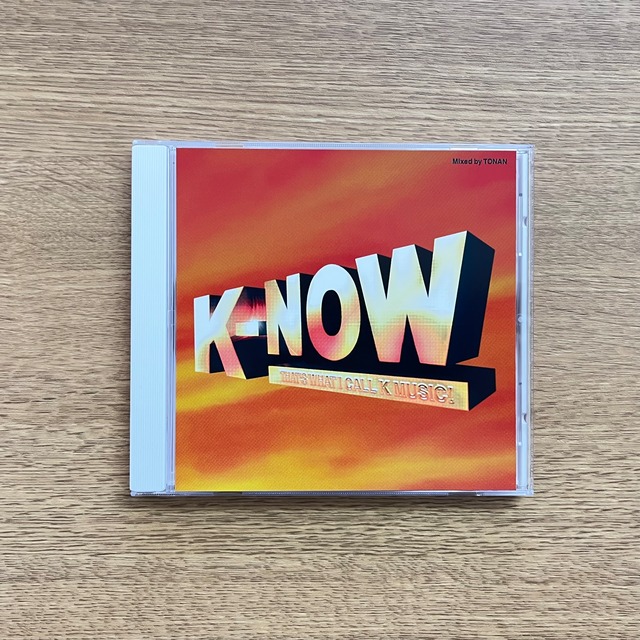 Mixed by TONAN
K-NOW
THAT'S WHAT I CALL K MUSIC!